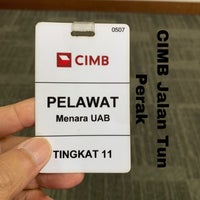 0507
CIMB
PELAWAT
Menara UAB
TINGKAT 11
CIMB Jalan Tun
Perak